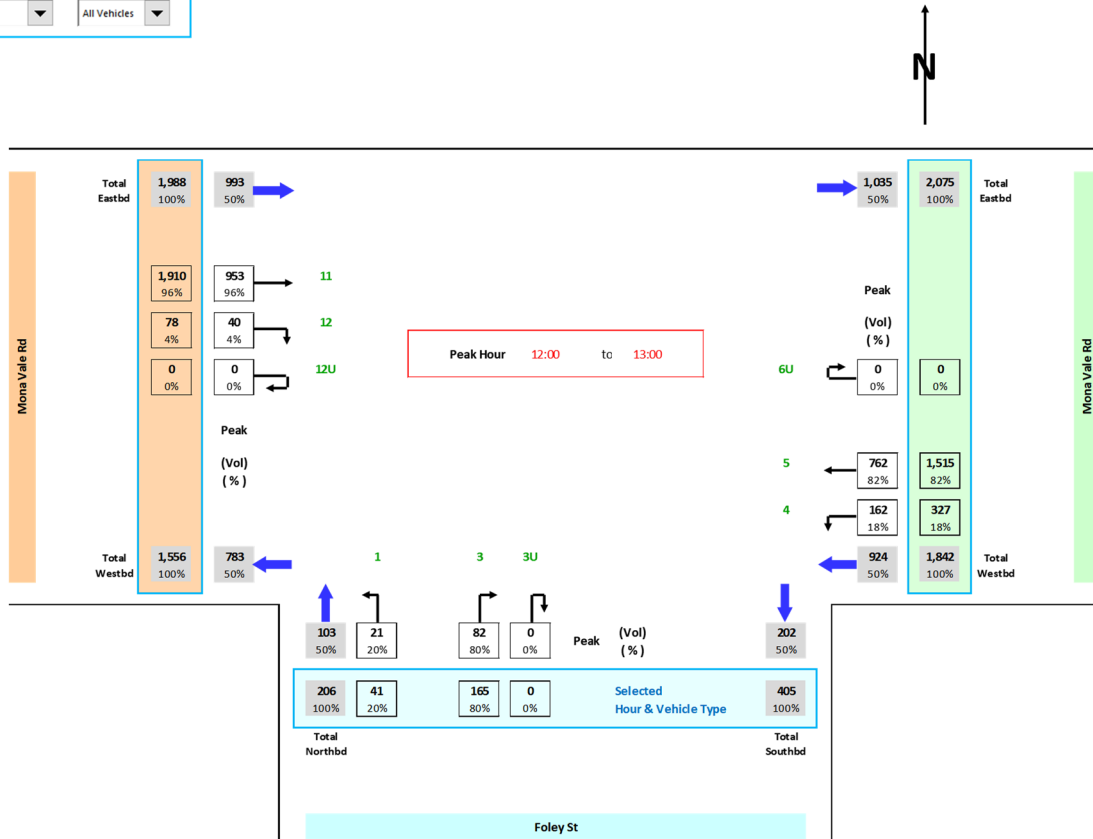 All Vehicles
N
Total
Eastbd
1,988
100%
993
50%
1,035
50%
2,075
100%
Total
Eastbd
1,910
96%
953
96%
11
78
4%
40
4%
12
0
0%
0
0%
12U
Peak
(Vol)
( % )
Peak Hour 12:00 to 13:00
Peak
(Vol)
( % )
6U
0
0%
0
0%
5
762
82%
1,515
82%
4
162
18%
327
18%
Total
Westbd
1,556
100%
783
50%
924
50%
1,842
100%
Total
Westbd
Mona Vale Rd
Mona Vale Rd
1
3
3U
103
50%
21
20%
82
80%
0
0%
Peak
(Vol)
( % )
202
50%
206
100%
41
20%
165
80%
0
0%
Selected
Hour & Vehicle Type
405
100%
Total
Northbd
Total
Southbd
Foley St